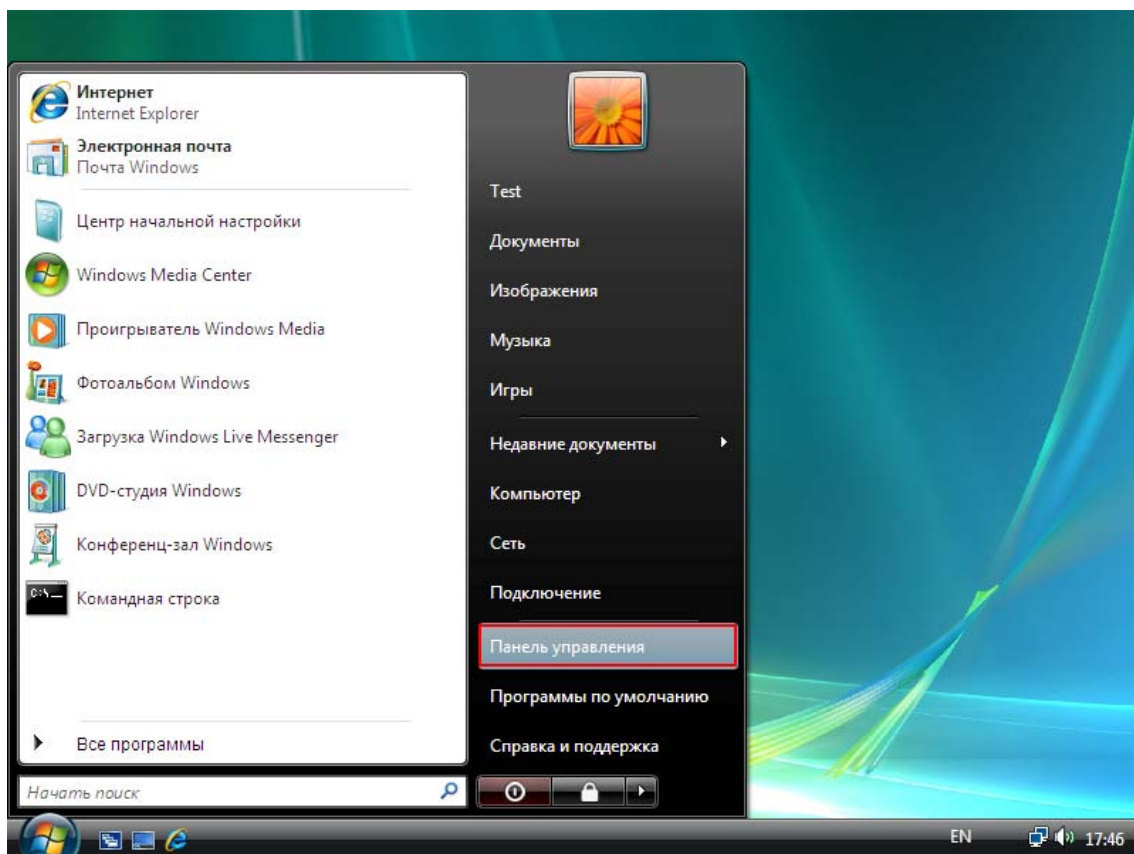 Интернет
Internet Explorer
Электронная почта
Почта Windows
Центр начальной настройки
Windows Media Center
Проигрыватель Windows Media
Фотоальбом Windows
Загрузка Windows Live Messenger
DVD-студия Windows
Конференц-зал Windows
C:\_
Командная строка
Все программы
Начать поиск
Test
Документы
Изображения
Музыка
Игры
Недавние документы
Компьютер
Сеть
Подключение
Панель управления
Программы по умолчанию
Справка и поддержка
EN
17:46